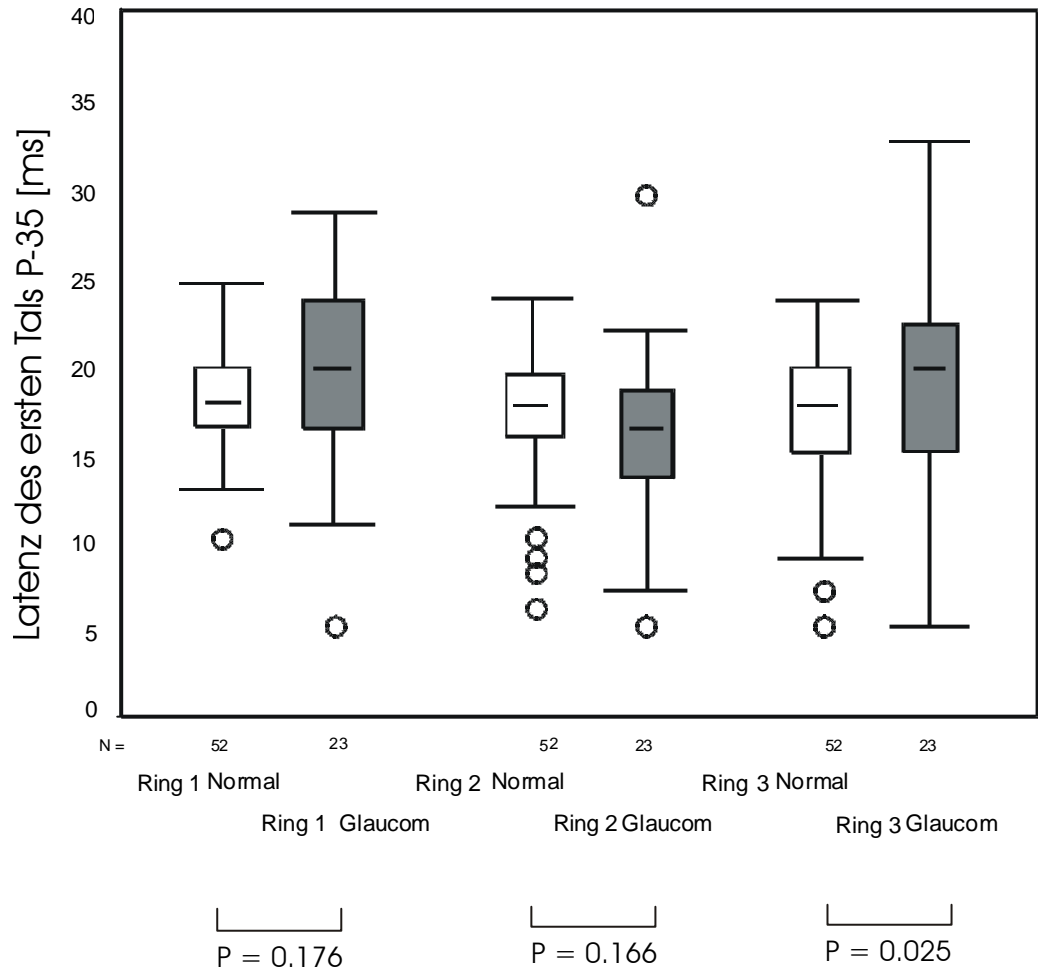 Latenz des ersten Tals P-35 [ms]
40
35
30
25
20
15
10
5
0
N = 52 23 52 23 52 23
Ring 1 Normal Ring 2 Normal Ring 3 Normal
Ring 1 Glaucom Ring 2 Glaucom Ring 3 Glaucom
P = 0.176 P = 0.166 P = 0.025